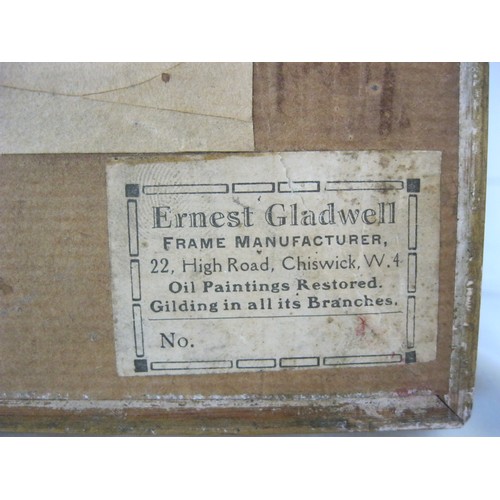 Ernest Gladwell
FRAME MANUFACTURER,
22, High Road, Chiswick, W.4
Oil Paintings Restored.
Gilding in all its Branches.
No.